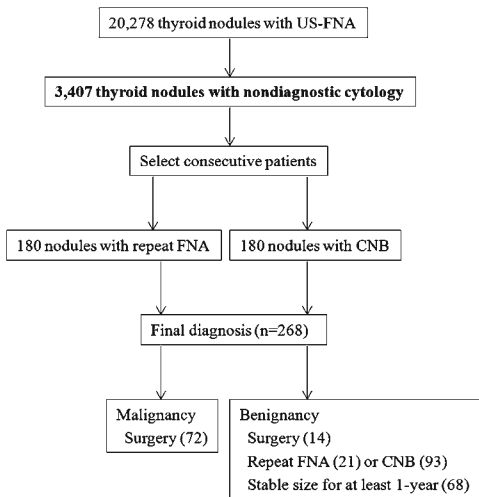 20,278 thyroid nodules with US-FNA
3,407 thyroid nodules with nondiagnostic cytology
Select consecutive patients
180 nodules with repeat FNA
180 nodules with CNB
Final diagnosis (n=268)
Malignancy
Surgery (72)
Benignancy
Surgery (14)
Repeat FNA (21) or CNB (93)
Stable size for at least 1-year (68)